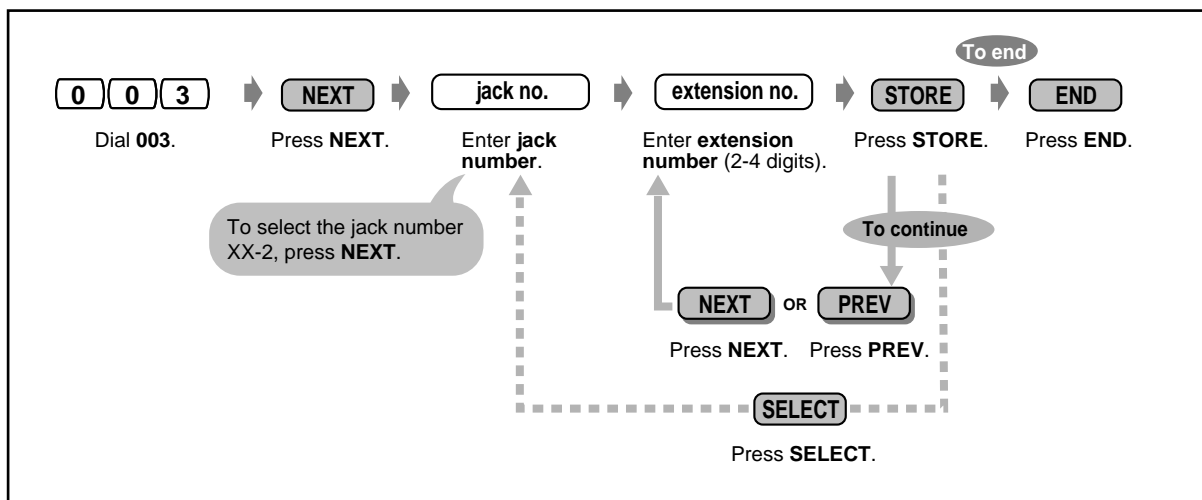 To end
0 0 3
NEXT
jack no.
extension no.
STORE
END
Dial 003.
Press NEXT.
Enter jack
number.
Enter extension
number (2-4 digits).
Press STORE.
Press END.
To select the jack number
XX-2, press NEXT.
To continue
NEXT OR PREV
Press NEXT. Press PREV.
SELECT
Press SELECT.